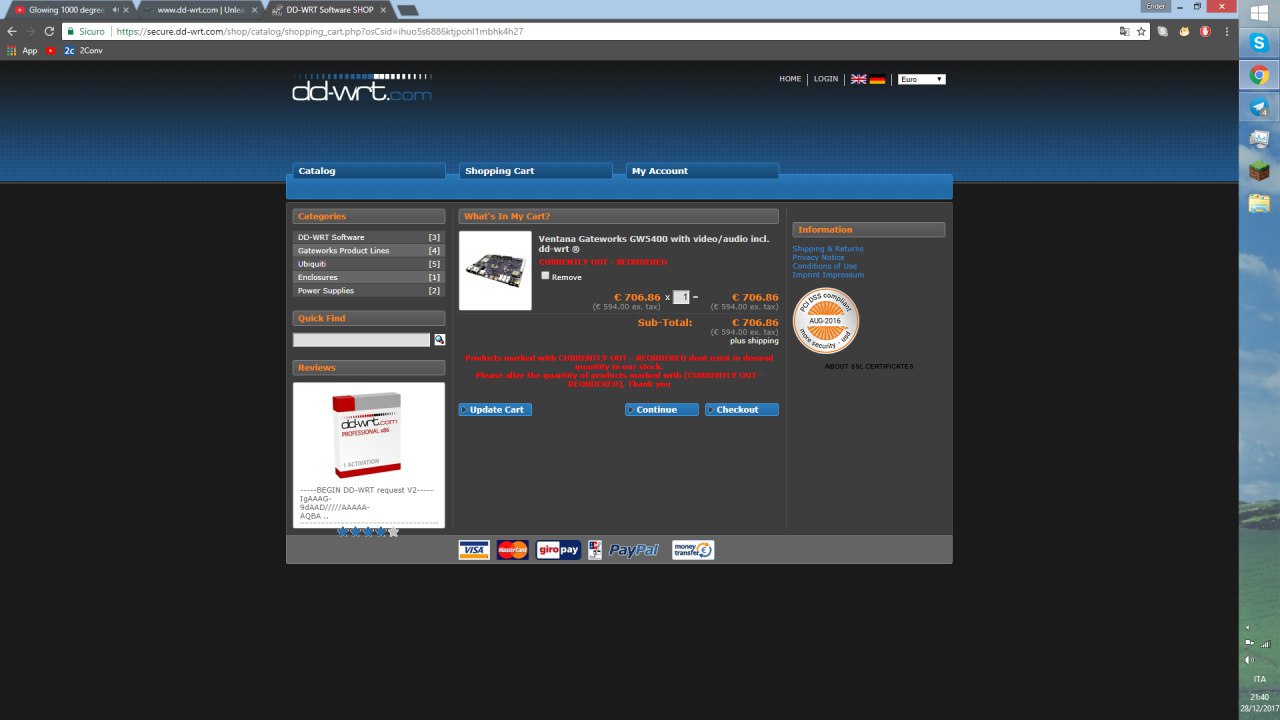 Glowing 1000 degree
www.dd-wrt.com | Unlea
DD-WRT Software SHOP
Ender
Sicuro
https://secure.dd-wrt.com/shop/catalog/shopping_cart.php?osCsid=ihuo5s6886ktjpohl1mbhk4h27
App
2c 2Conv
dd-wrt.com
HOME
LOGIN
Euro
Catalog
Shopping Cart
My Account
Categories
DD-WRT Software [3]
Gateworks Product Lines [4]
Ubiquiti [5]
Enclosures [1]
Power Supplies [2]
Quick Find
Reviews
dd-wrt.com
PROFESSIONAL x86
1 ACTIVATION
-----BEGIN DD-WRT request V2-----
IgAAAG-
9dAAD/////AAAAA-
AQBA ..
What's In My Cart?
Ventana Gateworks GW5400 with video/audio incl.
dd-wrt ®
CURRENTLY OUT - REORDERED
Remove
€ 706.86 x 1 = € 706.86
(€ 594.00 ex. tax) (€ 594.00 ex. tax)
Sub-Total: € 706.86
(€ 594.00 ex. tax)
plus shipping
Products marked with CURRENTLY OUT - REORDERED dont exist in desired
quantity in our stock.
Please alter the quantity of products marked with (CURRENTLY OUT -
REORDERED), Thank you
Update Cart
Continue
Checkout
Information
Shipping & Returns
Privacy Notice
Conditions of Use
Imprint Impressum
PCI-DSS compliant
AUG-2016
more security - usd
ABOUT SSL CERTIFICATES
VISA
MasterCard
giropay
PayPal
money transfer
4
ITA
21:40
28/12/2017